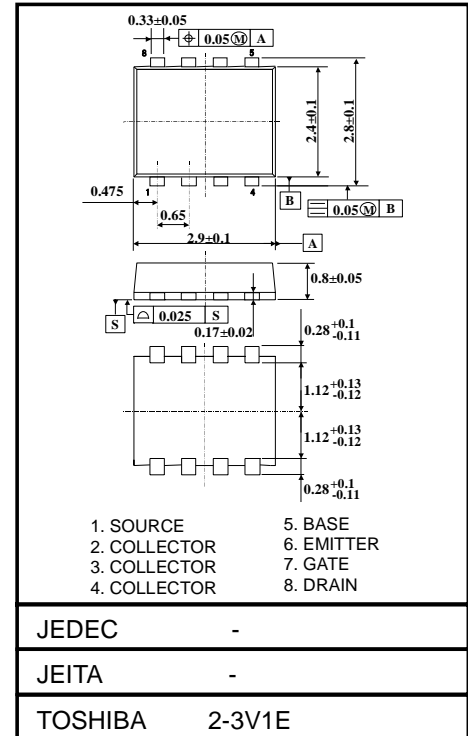 0.33±0.05
8
⌖ 0.05Ⓜ A
5
2.4±0.1
2.8±0.1
1
4
0.475
0.65
B
0.05Ⓜ B
2.9±0.1
A
0.8±0.05
S
0.025 S
0.17±0.02
0.28 +0.1 -0.11
1.12 +0.13 -0.12
1.12 +0.13 -0.12
0.28 +0.1 -0.11
1. SOURCE
2. COLLECTOR
3. COLLECTOR
4. COLLECTOR
5. BASE
6. EMITTER
7. GATE
8. DRAIN
JEDEC -
JEITA -
TOSHIBA 2-3V1E